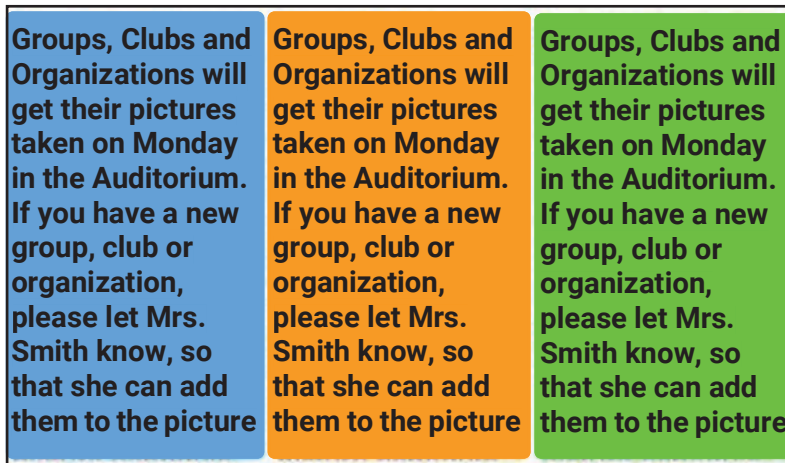 Groups, Clubs and
Organizations will
get their pictures
taken on Monday
in the Auditorium.
If you have a new
group, club or
organization,
please let Mrs.
Smith know, so
that she can add
them to the picture
Groups, Clubs and
Organizations will
get their pictures
taken on Monday
in the Auditorium.
If you have a new
group, club or
organization,
please let Mrs.
Smith know, so
that she can add
them to the picture
Groups, Clubs and
Organizations will
get their pictures
taken on Monday
in the Auditorium.
If you have a new
group, club or
organization,
please let Mrs.
Smith know, so
that she can add
them to the picture